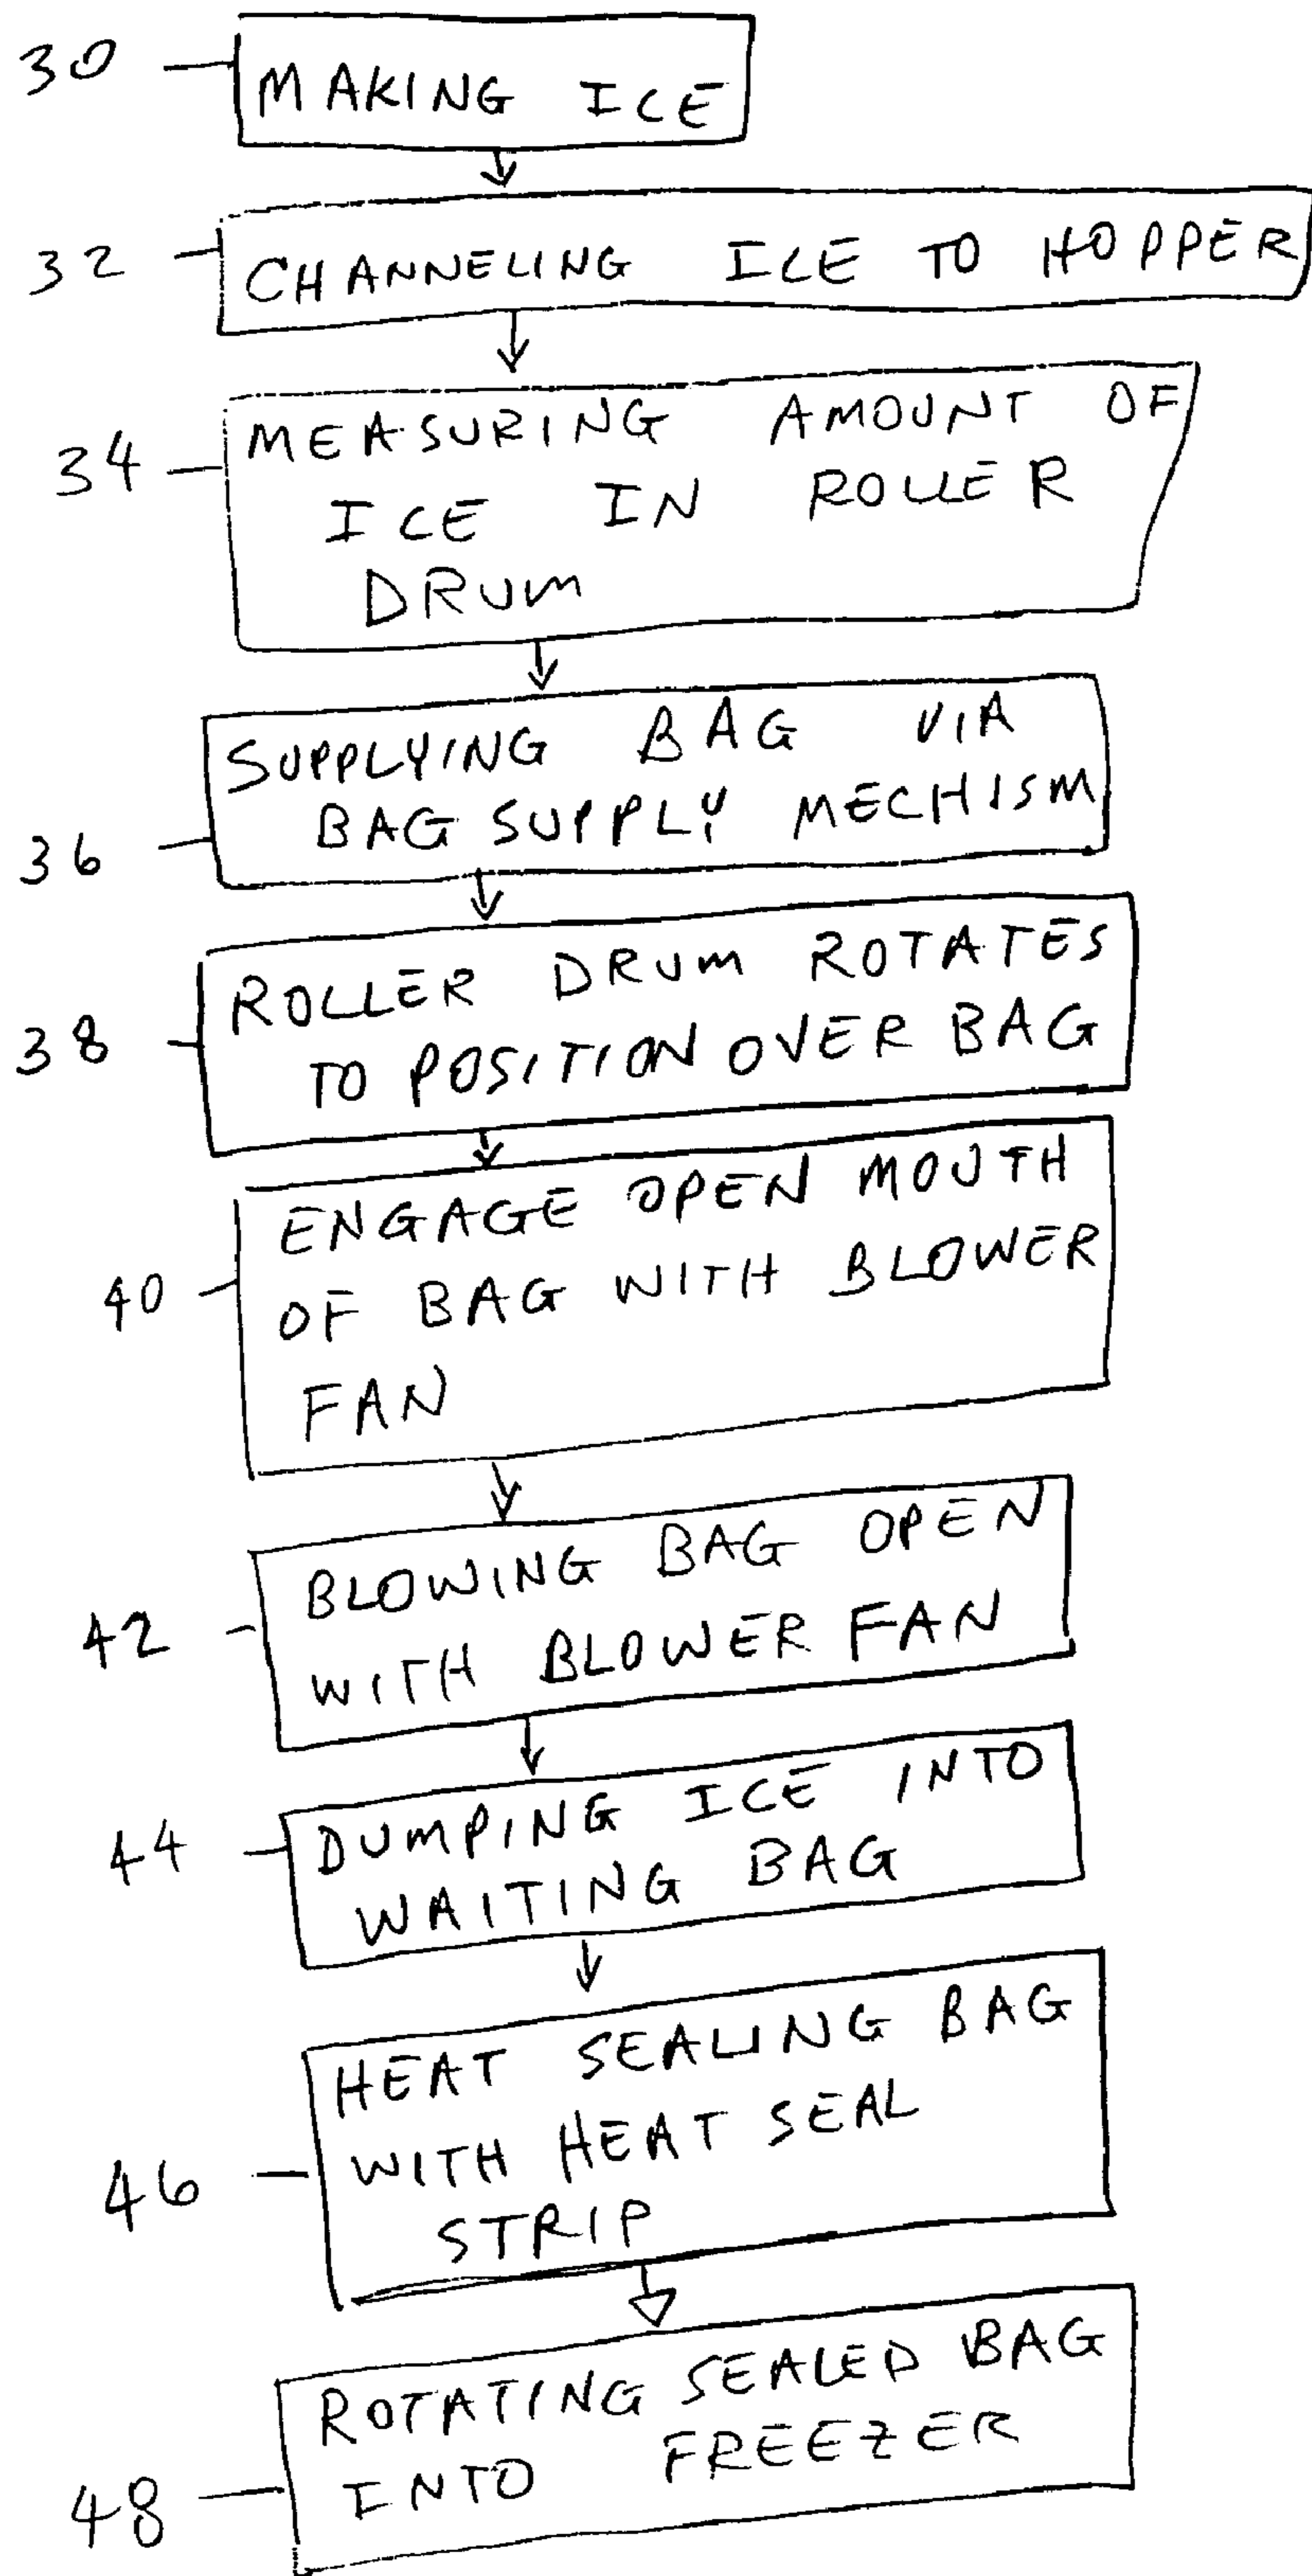 30
MAKING ICE
32
CHANNELING ICE TO HOPPER
34
MEASURING AMOUNT OF
ICE IN ROLLER
DRUM
SUPPLYING BAG VIA
BAG SUPPLY MECHISM
36
ROLLER DRUM ROTATES
38
TO POSITION OVER BAG
ENGAGE OPEN MOUTH
40
OF BAG WITH BLOWER
FAN
BLOWING BAG OPEN
42
WITH BLOWER FAN
44
DUMPING ICE INTO
WAITING BAG
HEAT SEALING BAG
46
WITH HEAT SEAL
STRIP
ROTATING SEALED BAG
48
INTO FREEZER